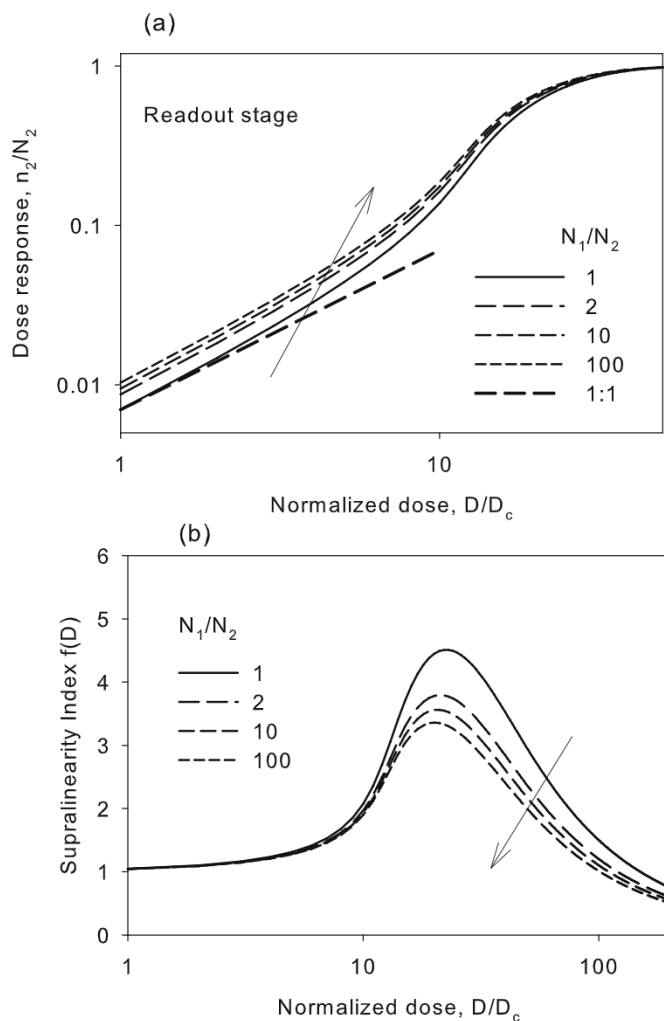 (a)
1
Readout stage
0.1
0.01
Dose response, n₂/N₂
N₁/N₂
1
2
10
100
1:1
1
10
Normalized dose, D/D_c
(b)
6
5
4
3
2
1
0
Supralinearity Index f(D)
N₁/N₂
1
2
10
100
1
10
100
Normalized dose, D/D_c